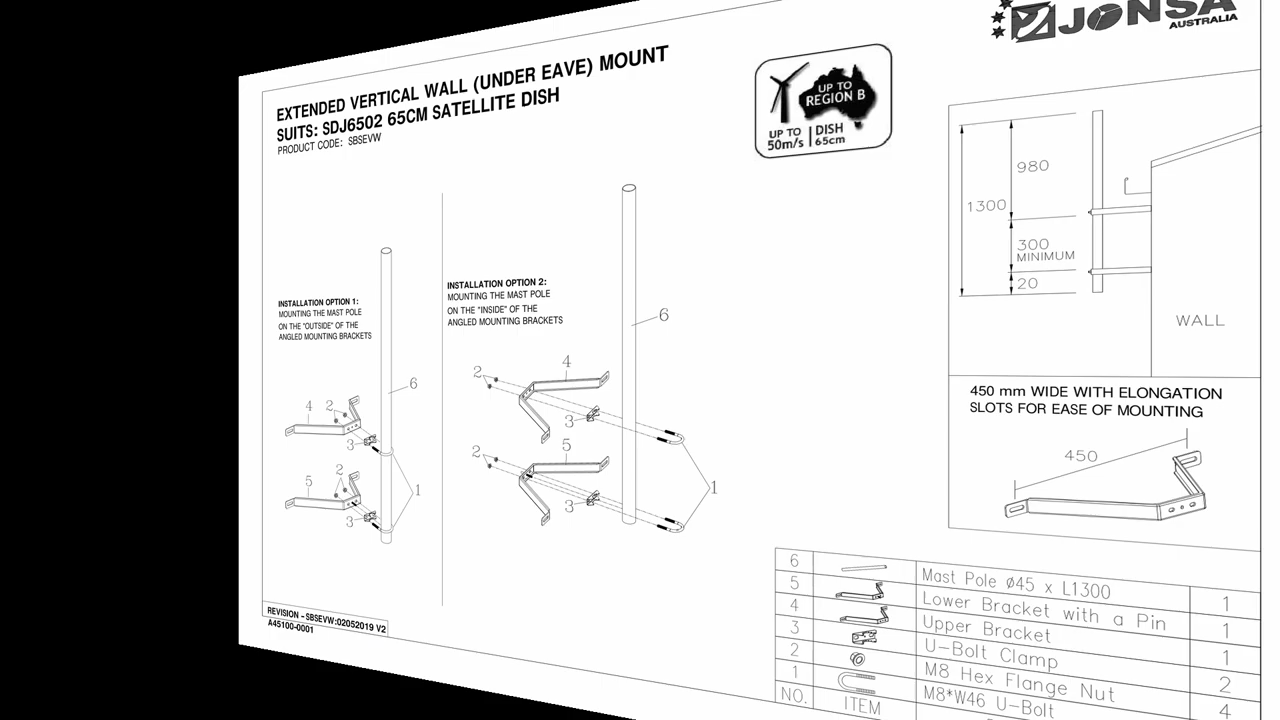 EXTENDED VERTICAL WALL (UNDER EAVE) MOUNT
SUITS: SDJ6502 65CM SATELLITE DISH
PRODUCT CODE: SBSEVW
UP TO
REGION B
UP TO
50m/s
DISH
65cm
JONSA
AUSTRALIA
980
1300
300
MINIMUM
20
WALL
450 mm WIDE WITH ELONGATION
SLOTS FOR EASE OF MOUNTING
450
INSTALLATION OPTION 1:
MOUNTING THE MAST POLE
ON THE "OUTSIDE" OF THE
ANGLED MOUNTING BRACKETS
6
4
2
3
5
2
3
1
INSTALLATION OPTION 2:
MOUNTING THE MAST POLE
ON THE "INSIDE" OF THE
ANGLED MOUNTING BRACKETS
6
2
4
3
2
5
3
1
6 Mast Pole ø45 x L1300 1
5 Lower Bracket with a Pin 1
4 Upper Bracket 1
3 U-Bolt Clamp 2
2 M8 Hex Flange Nut 4
1 M8*W46 U-Bolt
NO. ITEM
REVISION - SBSEVW:02052019 V2
A45100-0001